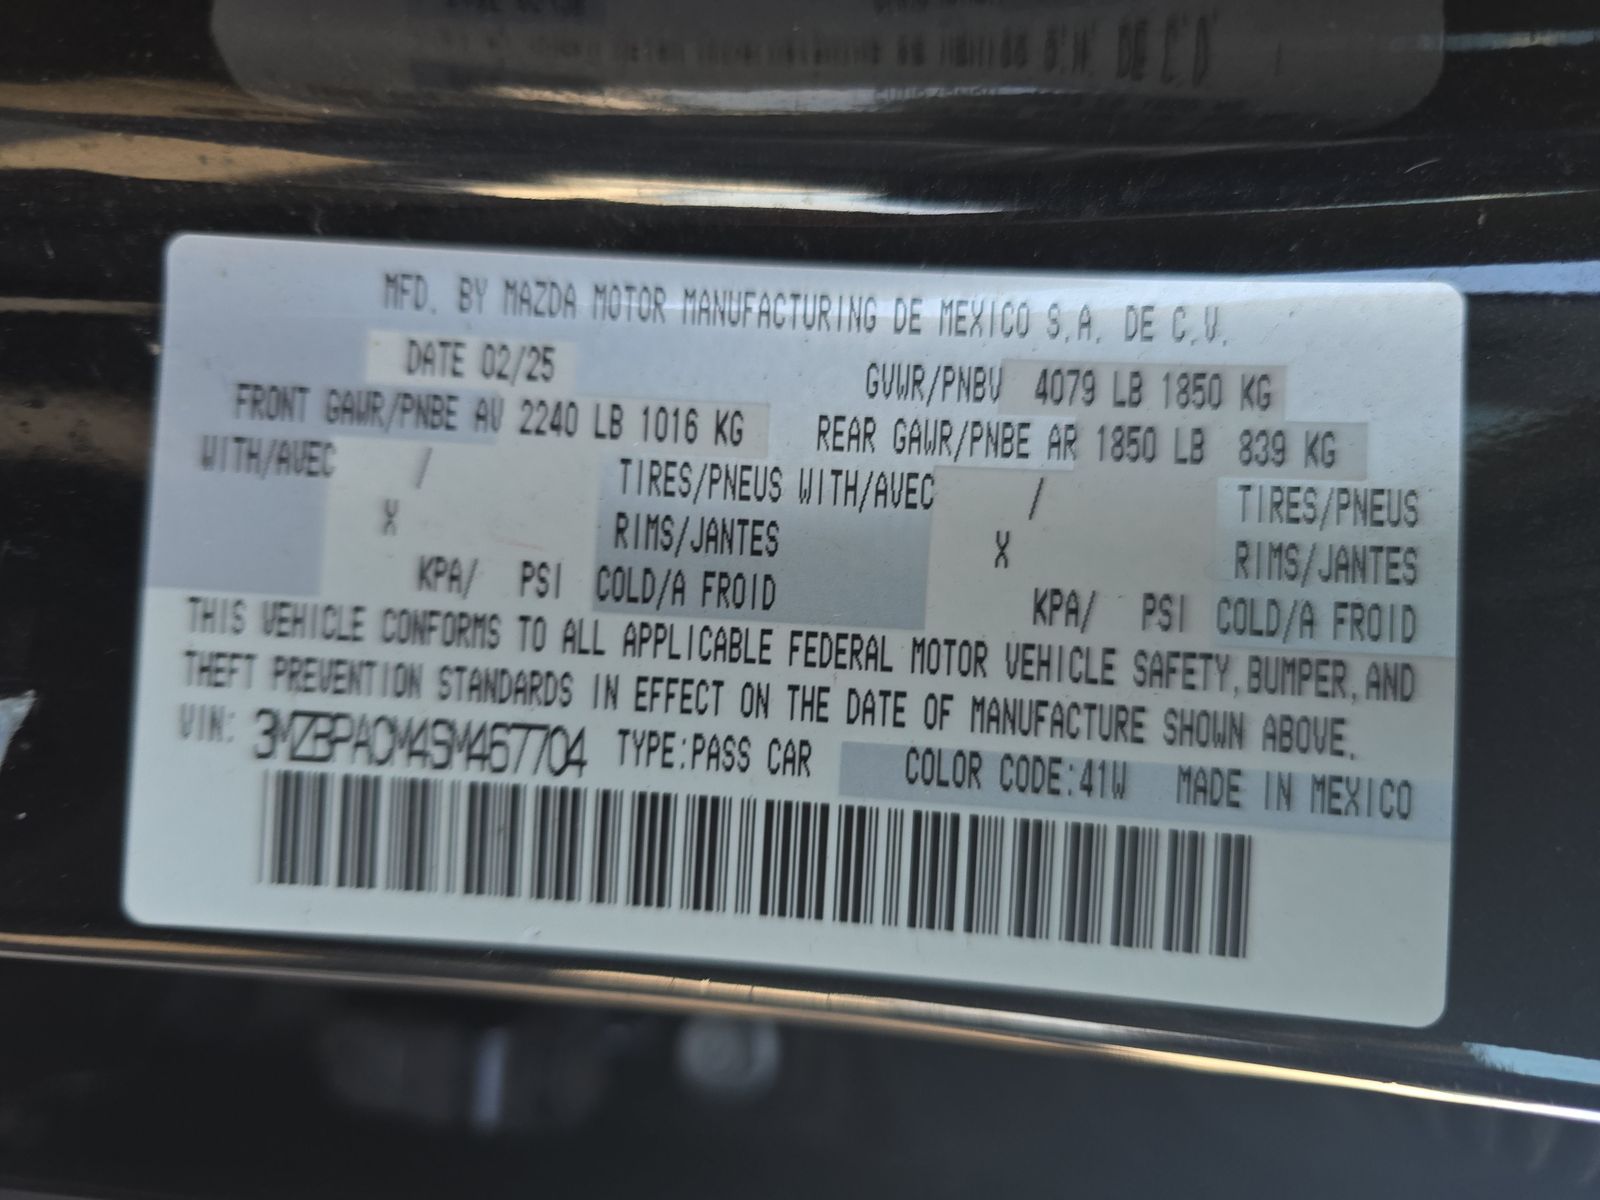 MFD. BY MAZDA MOTOR MANUFACTURING DE MEXICO S.A. DE C.V.
DATE 02/25 GVWR/PNBV 4079 LB 1850 KG
FRONT GAWR/PNBE AV 2240 LB 1016 KG REAR GAWR/PNBE AR 1850 LB 839 KG
WITH/AVEC / TIRES/PNEUS WITH/AVEC / TIRES/PNEUS
X RIMS/JANTES X RIMS/JANTES
KPA/ PSI COLD/A FROID KPA/ PSI COLD/A FROID
THIS VEHICLE CONFORMS TO ALL APPLICABLE FEDERAL MOTOR VEHICLE SAFETY, BUMPER, AND
THEFT PREVENTION STANDARDS IN EFFECT ON THE DATE OF MANUFACTURE SHOWN ABOVE.
VIN: 3MZBPACM4SM467704 TYPE:PASS CAR COLOR CODE:41W MADE IN MEXICO